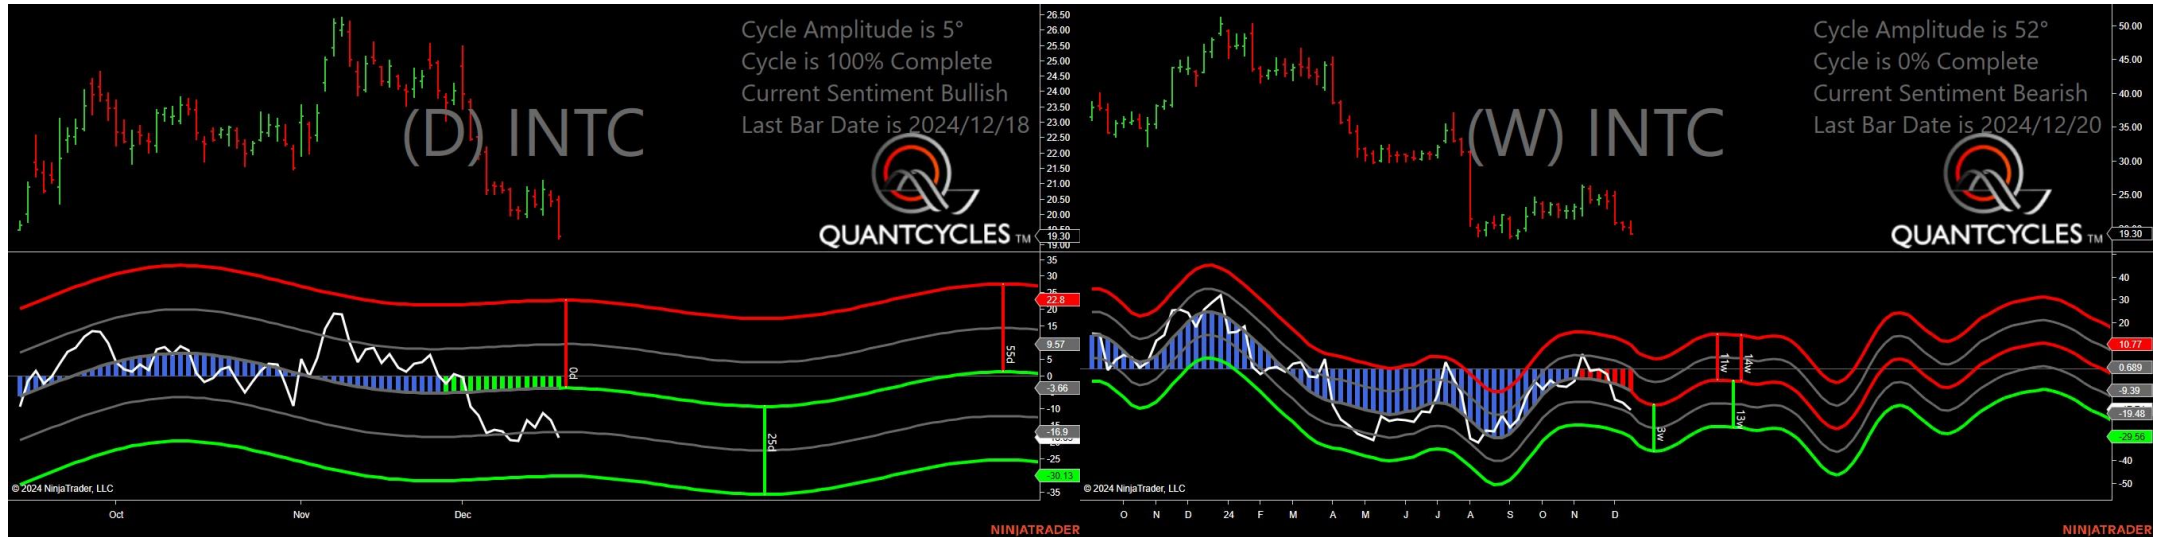 Cycle Amplitude is 5°
Cycle is 100% Complete
Current Sentiment Bullish
Last Bar Date is 2024/12/18
(D) INTC
QUANTCYCLES TM
26.50
26.00
25.50
25.00
24.50
24.00
23.50
23.00
22.50
22.00
21.50
21.00
20.50
20.00
19.30
19.00
35
30
25
22.8
20
15
9.57
5
0
-3.66
-10
-16.9
-25
-30.13
-35
0d
25d
55d
© 2024 NinjaTrader, LLC
Oct Nov Dec
NINJATRADER
Cycle Amplitude is 52°
Cycle is 0% Complete
Current Sentiment Bearish
Last Bar Date is 2024/12/20
(W) INTC
QUANTCYCLES TM
50.00
45.00
40.00
35.00
30.00
25.00
19.30
40
30
20
10.77
0.689
-9.39
-19.48
-29.56
-40
-50
11w
14w
13w
© 2024 NinjaTrader, LLC
O N D 24 F M A M J J A S O N D
NINJATRADER